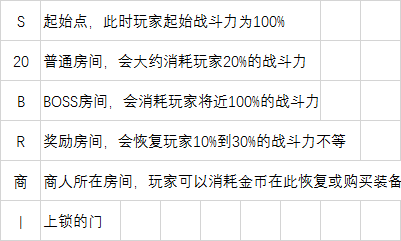 S 起始点，此时玩家起始战斗力为100%
20 普通房间，会大约消耗玩家20%的战斗力
B BOSS房间，会消耗玩家将近100%的战斗力
R 奖励房间，会恢复玩家10%到30%的战斗力不等
商 商人所在房间，玩家可以消耗金币在此恢复或购买装备
| 上锁的门